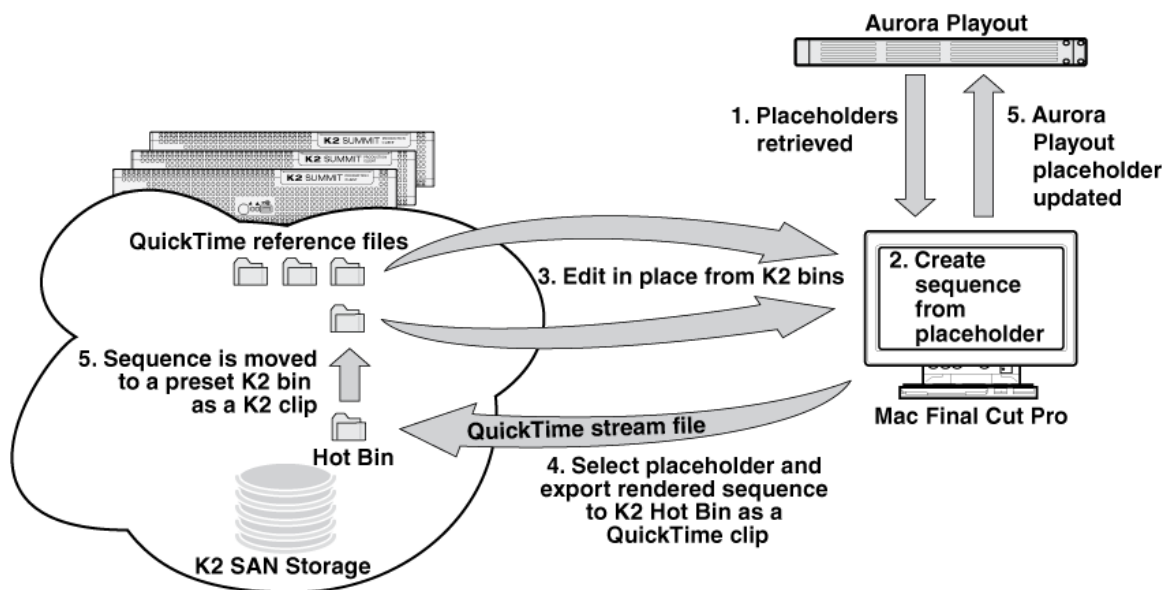 Aurora Playout
1. Placeholders
retrieved
5. Aurora
Playout
placeholder
updated
K2 SUMMIT
K2 SUMMIT
K2 SUMMIT
QuickTime reference files
3. Edit in place from K2 bins
2. Create
sequence
from
placeholder
5. Sequence is moved
to a preset K2 bin
as a K2 clip
Mac Final Cut Pro
QuickTime stream file
Hot Bin
4. Select placeholder and
export rendered sequence
to K2 Hot Bin as a
QuickTime clip
K2 SAN Storage